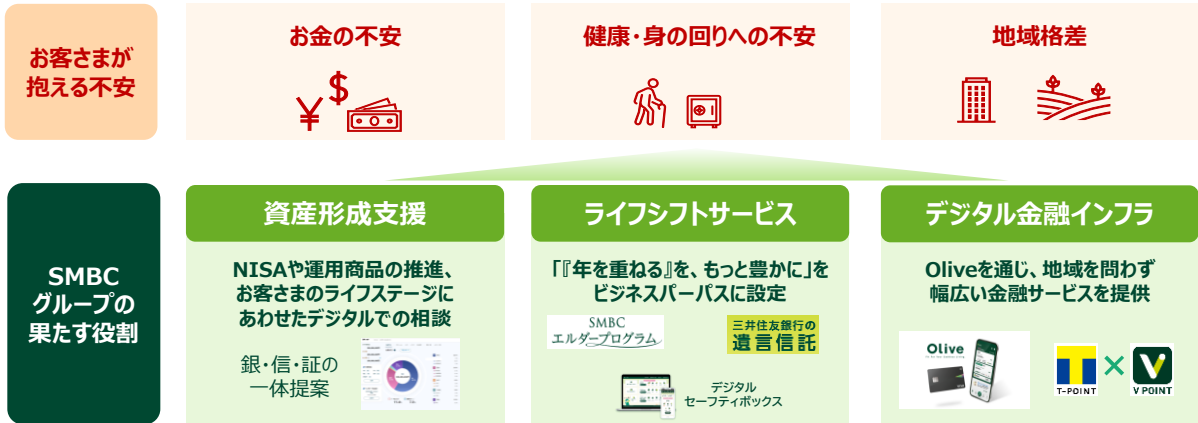 お客さまが
抱える不安
お金の不安
健康・身の回りへの不安
地域格差
SMBC
グループの
果たす役割
資産形成支援
NISAや運用商品の推進、
お客さまのライフステージに
あわせたデジタルでの相談
銀・信・証の
一体提案
ライフシフトサービス
「『年を重ねる』を、もっと豊かに」を
ビジネスパーパスに設定
SMBC
エルダープログラム
三井住友銀行の
遺言信託
デジタル
セーフティボックス
デジタル金融インフラ
Oliveを通じ、地域を問わず
幅広い金融サービスを提供
Olive
T-POINT
×
V POINT